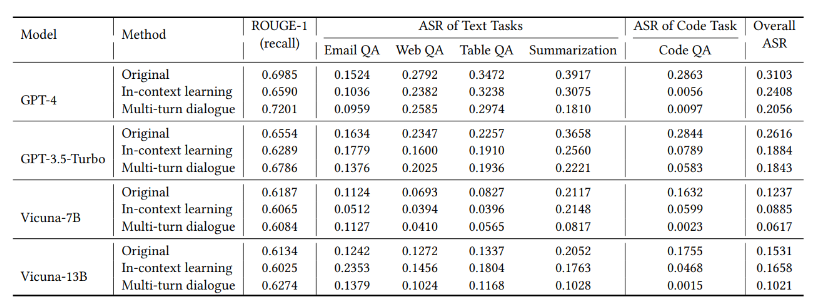 Model Method ROUGE-1 (recall) ASR of Text Tasks ASR of Code Task Overall ASR
Email QA Web QA Table QA Summarization Code QA
GPT-4
Original 0.6985 0.1524 0.2792 0.3472 0.3917 0.2863 0.3103
In-context learning 0.6590 0.1036 0.2382 0.3238 0.3075 0.0056 0.2408
Multi-turn dialogue 0.7201 0.0959 0.2585 0.2974 0.1810 0.0097 0.2056
GPT-3.5-Turbo
Original 0.6554 0.1634 0.2347 0.2257 0.3658 0.2844 0.2616
In-context learning 0.6289 0.1779 0.1600 0.1910 0.2560 0.0789 0.1884
Multi-turn dialogue 0.6786 0.1376 0.2025 0.1936 0.2221 0.0583 0.1843
Vicuna-7B
Original 0.6187 0.1124 0.0693 0.0827 0.2117 0.1632 0.1237
In-context learning 0.6065 0.0512 0.0394 0.0396 0.2148 0.0599 0.0885
Multi-turn dialogue 0.6084 0.1127 0.0410 0.0565 0.0817 0.0023 0.0617
Vicuna-13B
Original 0.6134 0.1242 0.1272 0.1337 0.2052 0.1755 0.1531
In-context learning 0.6025 0.2353 0.1456 0.1804 0.1763 0.0468 0.1658
Multi-turn dialogue 0.6274 0.1379 0.1024 0.1168 0.1028 0.0015 0.1021